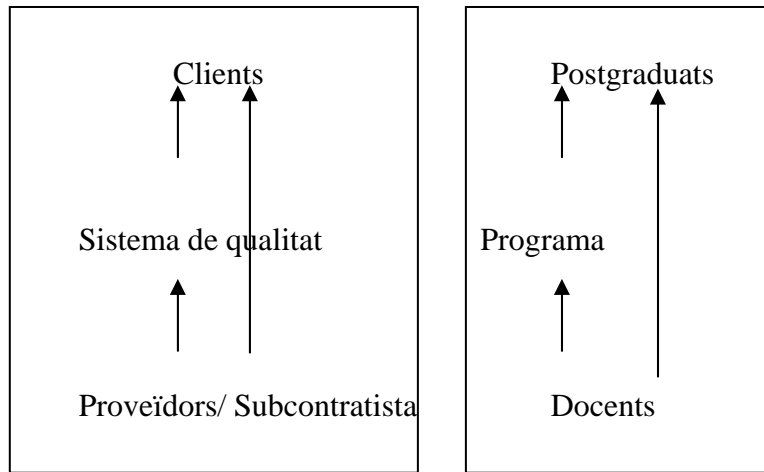 Clients
Sistema de qualitat
Proveïdors/ Subcontratista
Postgraduats
Programa
Docents